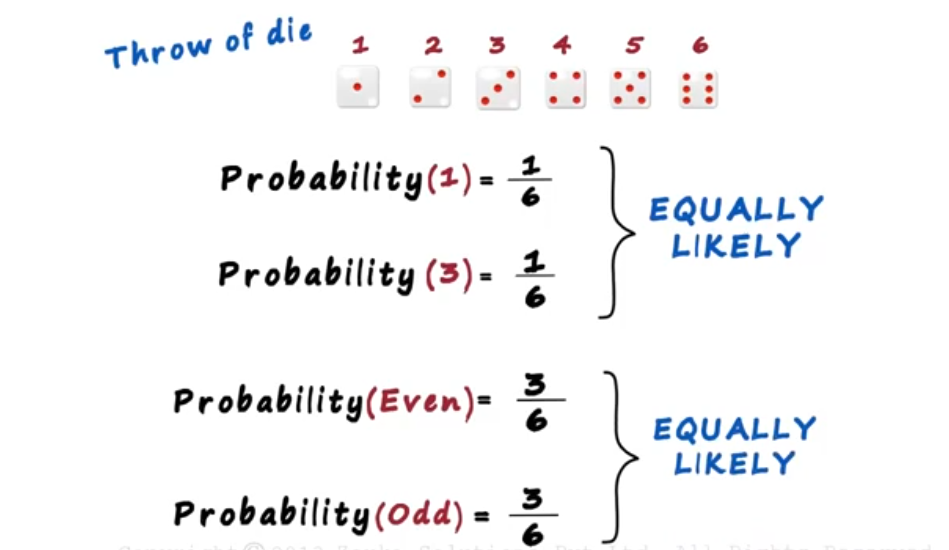 Throw of die 1 2 3 4 5 6
Probability(1) = 1/6
EQUALLY
LIKELY
Probability (3) = 1/6
Probability(Even) = 3/6
EQUALLY
LIKELY
Probability(Odd) = 3/6